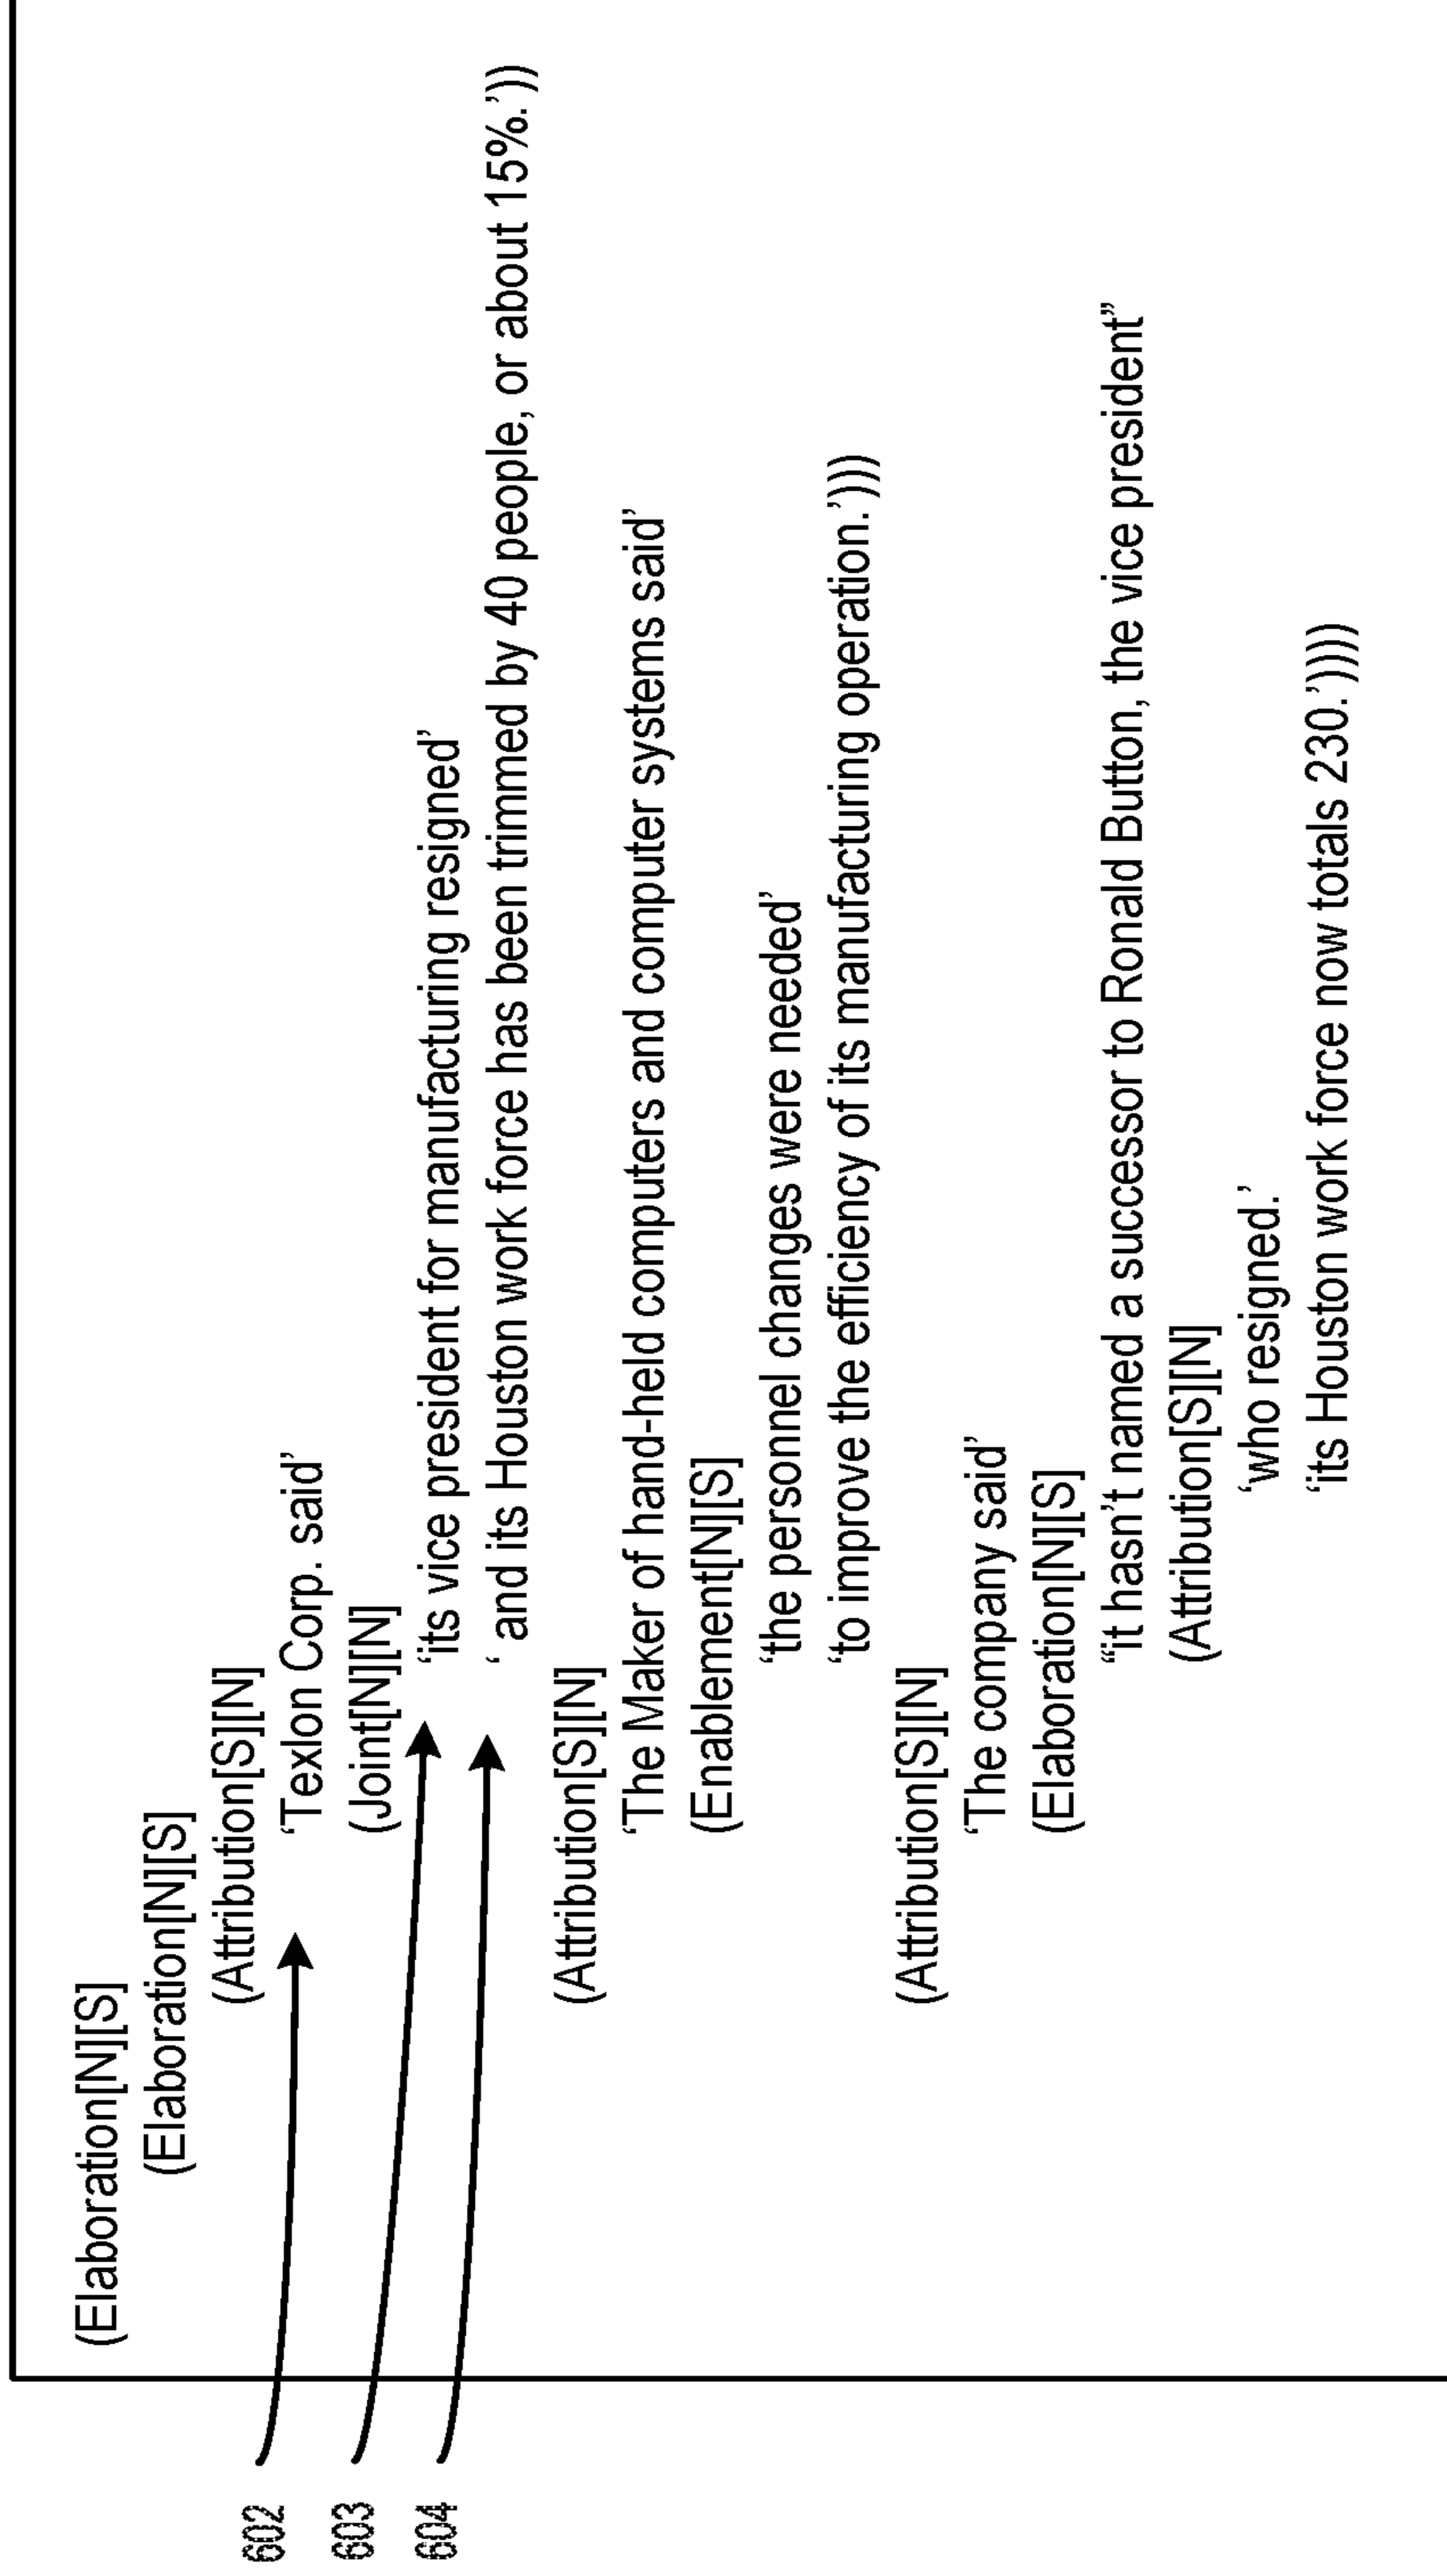 (Elaboration[N][S]
(Elaboration[N][S]
(Attribution[S][N]
602
‘Texlon Corp. said’
(Joint[N][N]
603
‘its vice president for manufacturing resigned’
604
‘ and its Houston work force has been trimmed by 40 people, or about 15%.’))
(Attribution[S][N]
‘The Maker of hand-held computers and computer systems said’
(Enablement[N][S]
‘the personnel changes were needed’
‘to improve the efficiency of its manufacturing operation.’)))
(Attribution[S][N]
‘The company said’
(Elaboration[N][S]
“it hasn’t named a successor to Ronald Button, the vice president”
(Attribution[S][N]
‘who resigned.’
‘its Houston work force now totals 230.’))))